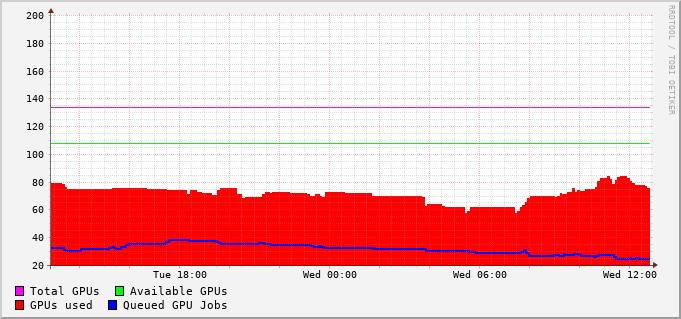 200
180
160
140
120
100
80
60
40
20
Tue 18:00 Wed 00:00 Wed 06:00 Wed 12:00
Total GPUs Available GPUs
GPUs used Queued GPU Jobs
RRDTOOL / TOBI OETIKER